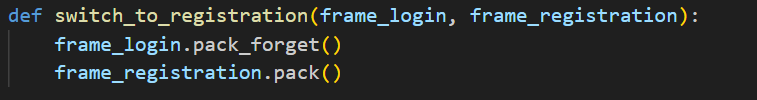 def switch_to_registration(frame_login, frame_registration):
    frame_login.pack_forget()
    frame_registration.pack()